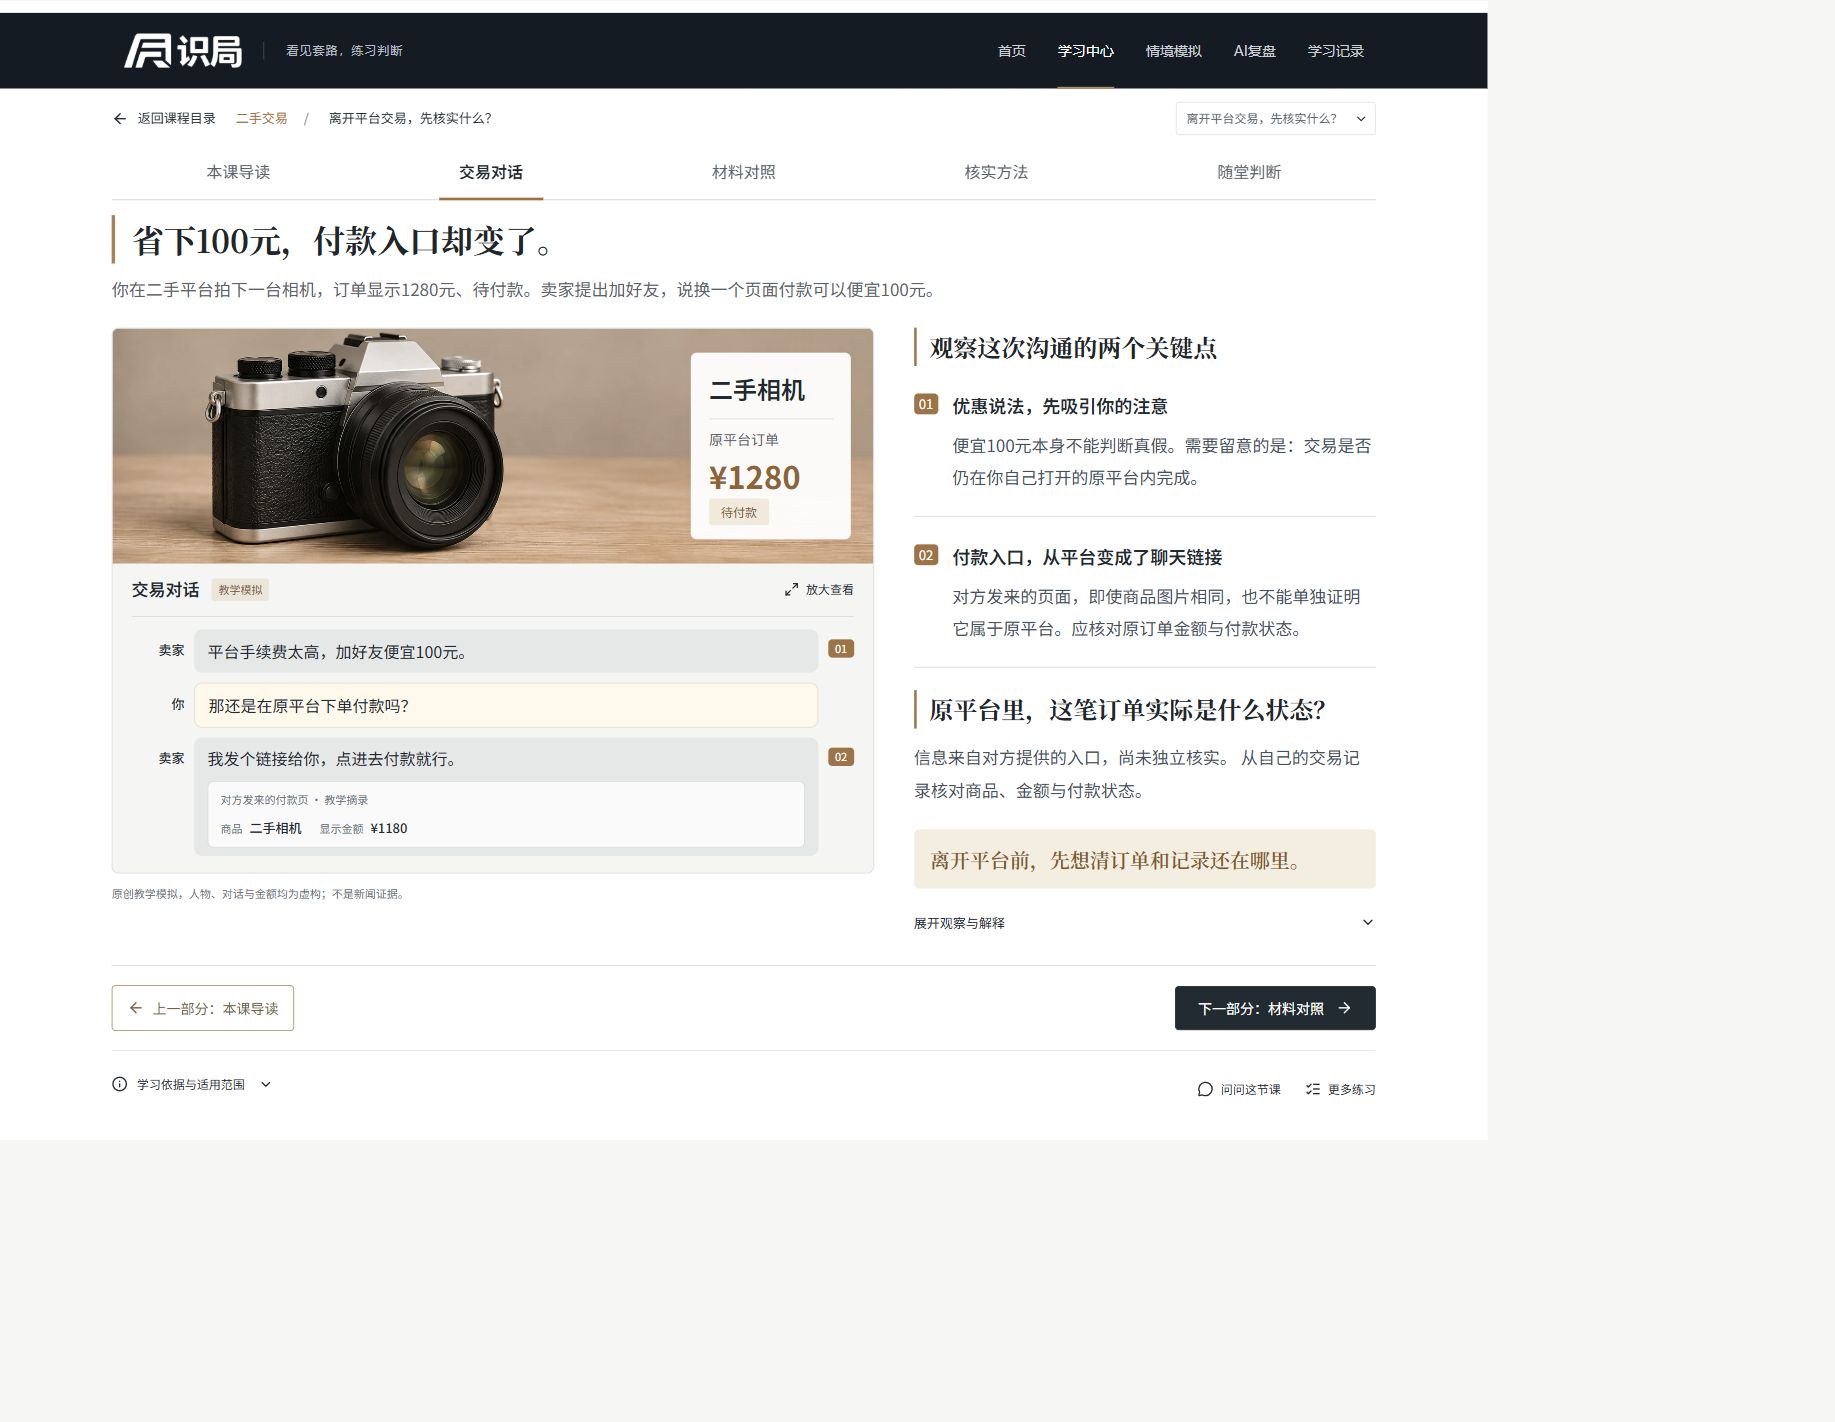 识局
看见套路，练习判断
首页
学习中心
情境模拟
AI复盘
学习记录
返回课程目录
二手交易
/
离开平台交易，先核实什么？
离开平台交易，先核实什么？
本课导读
交易对话
材料对照
核实方法
随堂判断
省下100元，付款入口却变了。
你在二手平台拍下一台相机，订单显示1280元、待付款。卖家提出加好友，说换一个页面付款可以便宜100元。
二手相机
原平台订单
¥1280
待付款
交易对话
教学模拟
放大查看
卖家
平台手续费太高，加好友便宜100元。
01
你
那还是在原平台下单付款吗？
卖家
我发个链接给你，点进去付款就行。
02
对方发来的付款页 · 教学摘录
商品 二手相机 显示金额 ¥1180
原创教学模拟，人物、对话与金额均为虚构；不是新闻证据。
观察这次沟通的两个关键点
01
优惠说法，先吸引你的注意
便宜100元本身不能判断真假。需要留意的是：交易是否
仍在你自己打开的原平台内完成。
02
付款入口，从平台变成了聊天链接
对方发来的页面，即使商品图片相同，也不能单独证明
它属于原平台。应核对原订单金额与付款状态。
原平台里，这笔订单实际是什么状态？
信息来自对方提供的入口，尚未独立核实。 从自己的交易记
录核对商品、金额与付款状态。
离开平台前，先想清订单和记录还在哪里。
展开观察与解释
上一部分：本课导读
下一部分：材料对照
学习依据与适用范围
问问这节课
更多练习